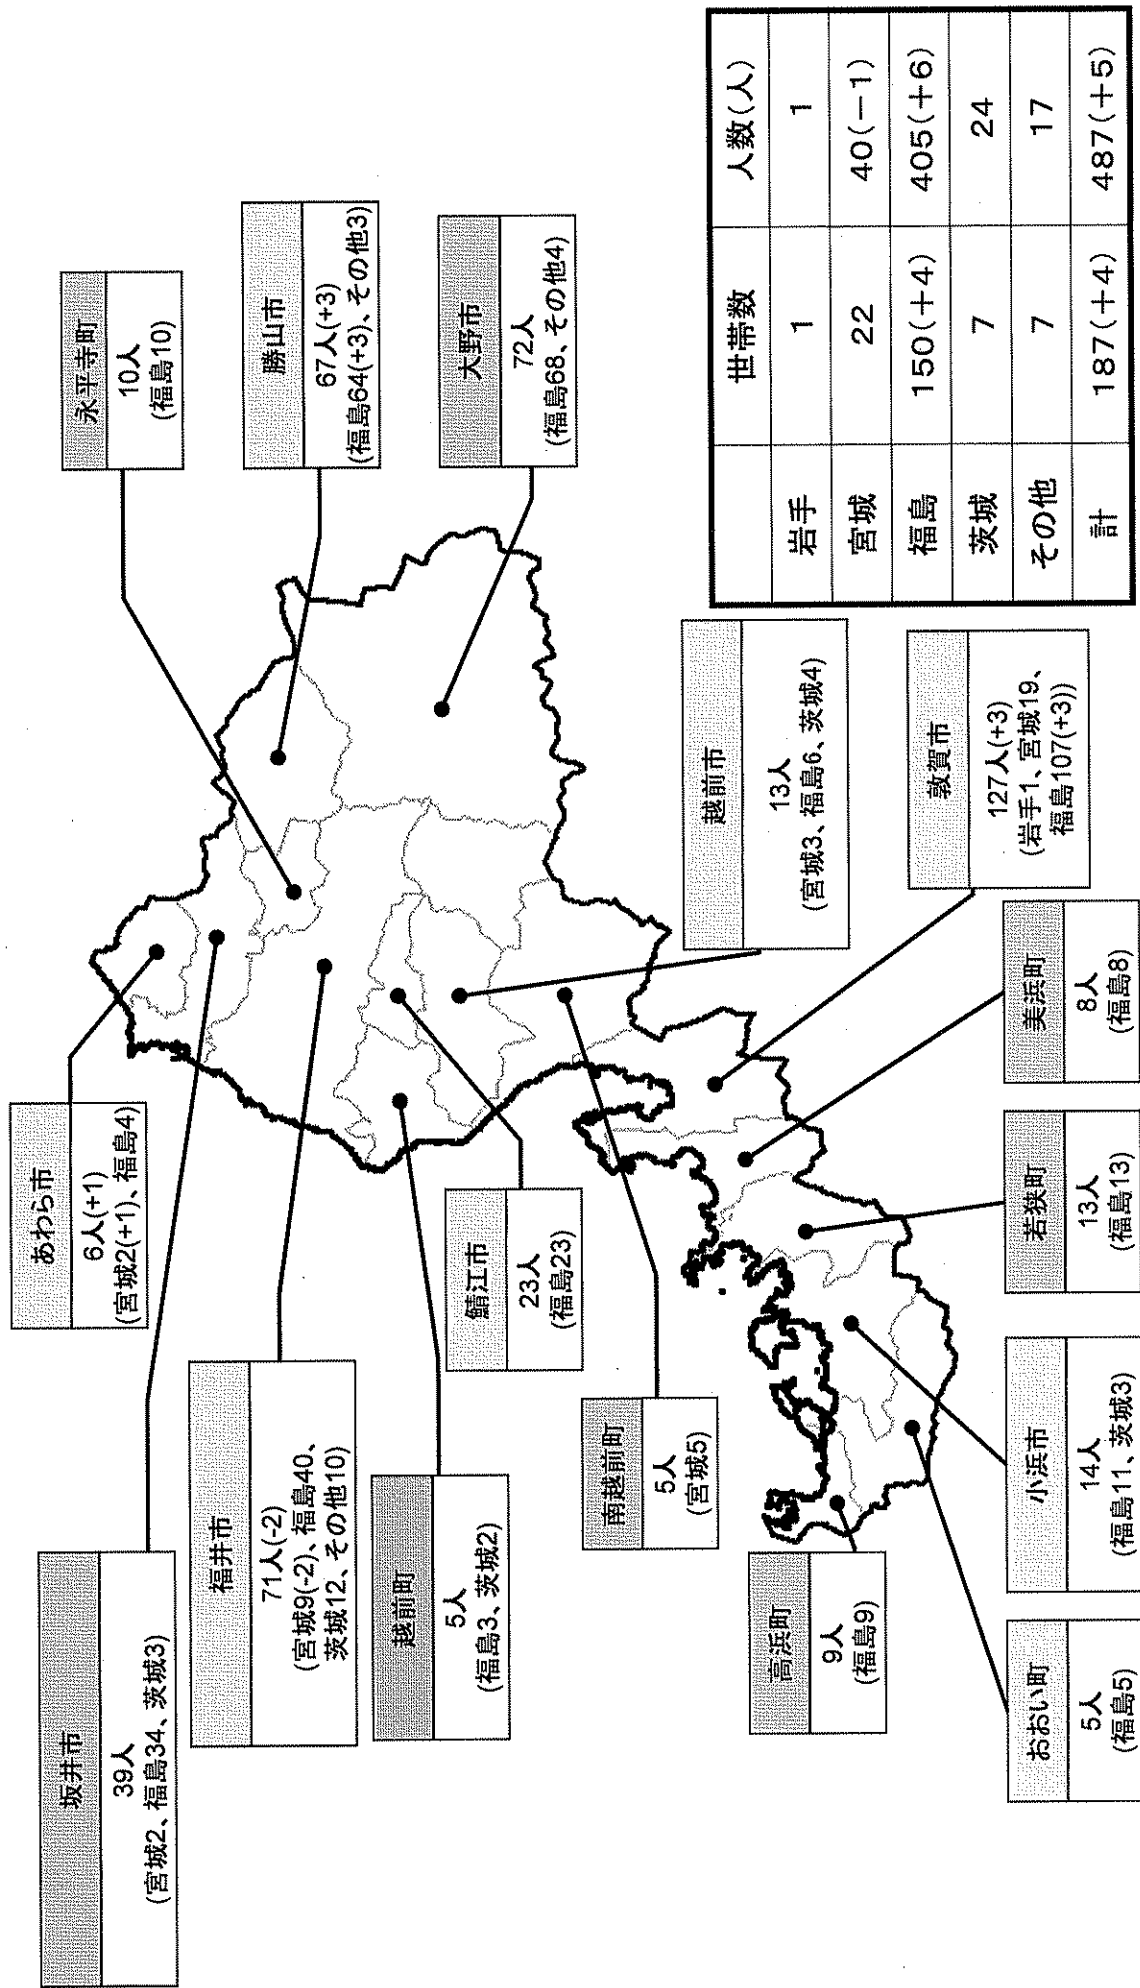 坂井市
39人
(宮城2、福島34、茨城3)
あわら市
6人(+1)
(宮城2(+1)、福島4)
永平寺町
10人
(福島10)
勝山市
67人(+3)
(福島64(+3)、その他3)
大野市
72人
(福島68、その他4)
福井市
71人(-2)
(宮城9(-2)、福島40、
茨城12、その他10)
越前町
5人
(福島3、茨城2)
鯖江市
23人
(福島23)
南越前町
5人
(宮城5)
越前市
13人
(宮城3、福島6、茨城4)
敦賀市
127人(+3)
(岩手1、宮城19、
福島107(+3))
高浜町
9人
(福島9)
おおい町
5人
(福島5)
小浜市
14人
(福島11、茨城3)
若狭町
13人
(福島13)
美浜町
8人
(福島8)
世帯数 人数(人)
岩手 1 1
宮城 22 40(-1)
福島 150(+4) 405(+6)
茨城 7 24
その他 7 17
計 187(+4) 487(+5)